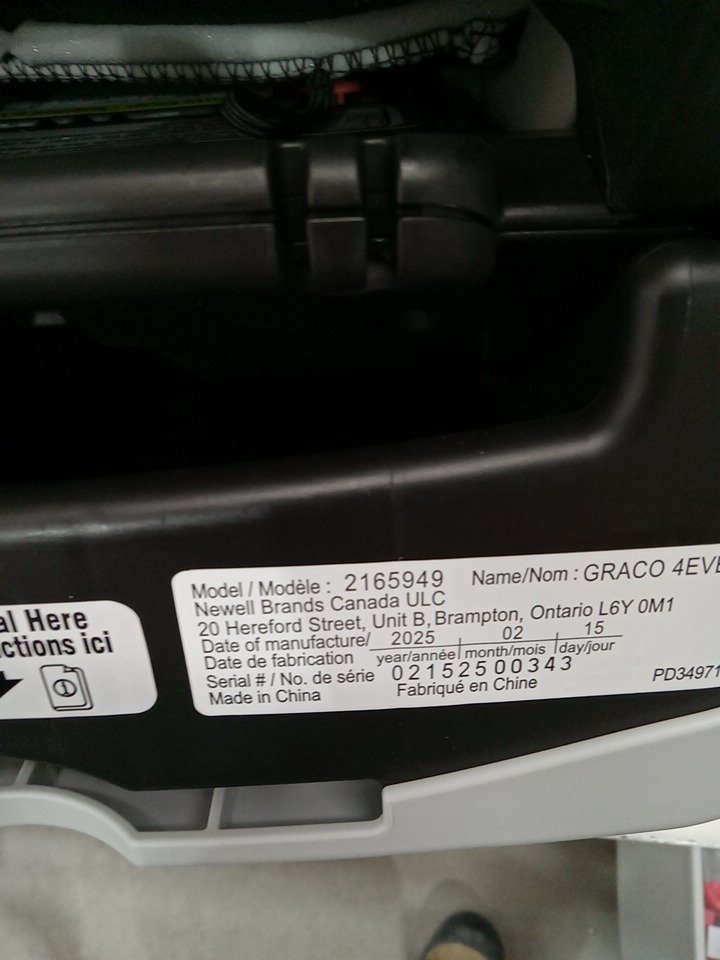 al Here
ctions ici
Model / Modèle : 2165949 Name/Nom : GRACO 4EVE
Newell Brands Canada ULC
20 Hereford Street, Unit B, Brampton, Ontario L6Y 0M1
Date of manufacture/ 2025 02 15
Date de fabrication year/année month/mois day/jour
Serial # / No. de série 02152500343
Made in China Fabriqué en Chine PD34971